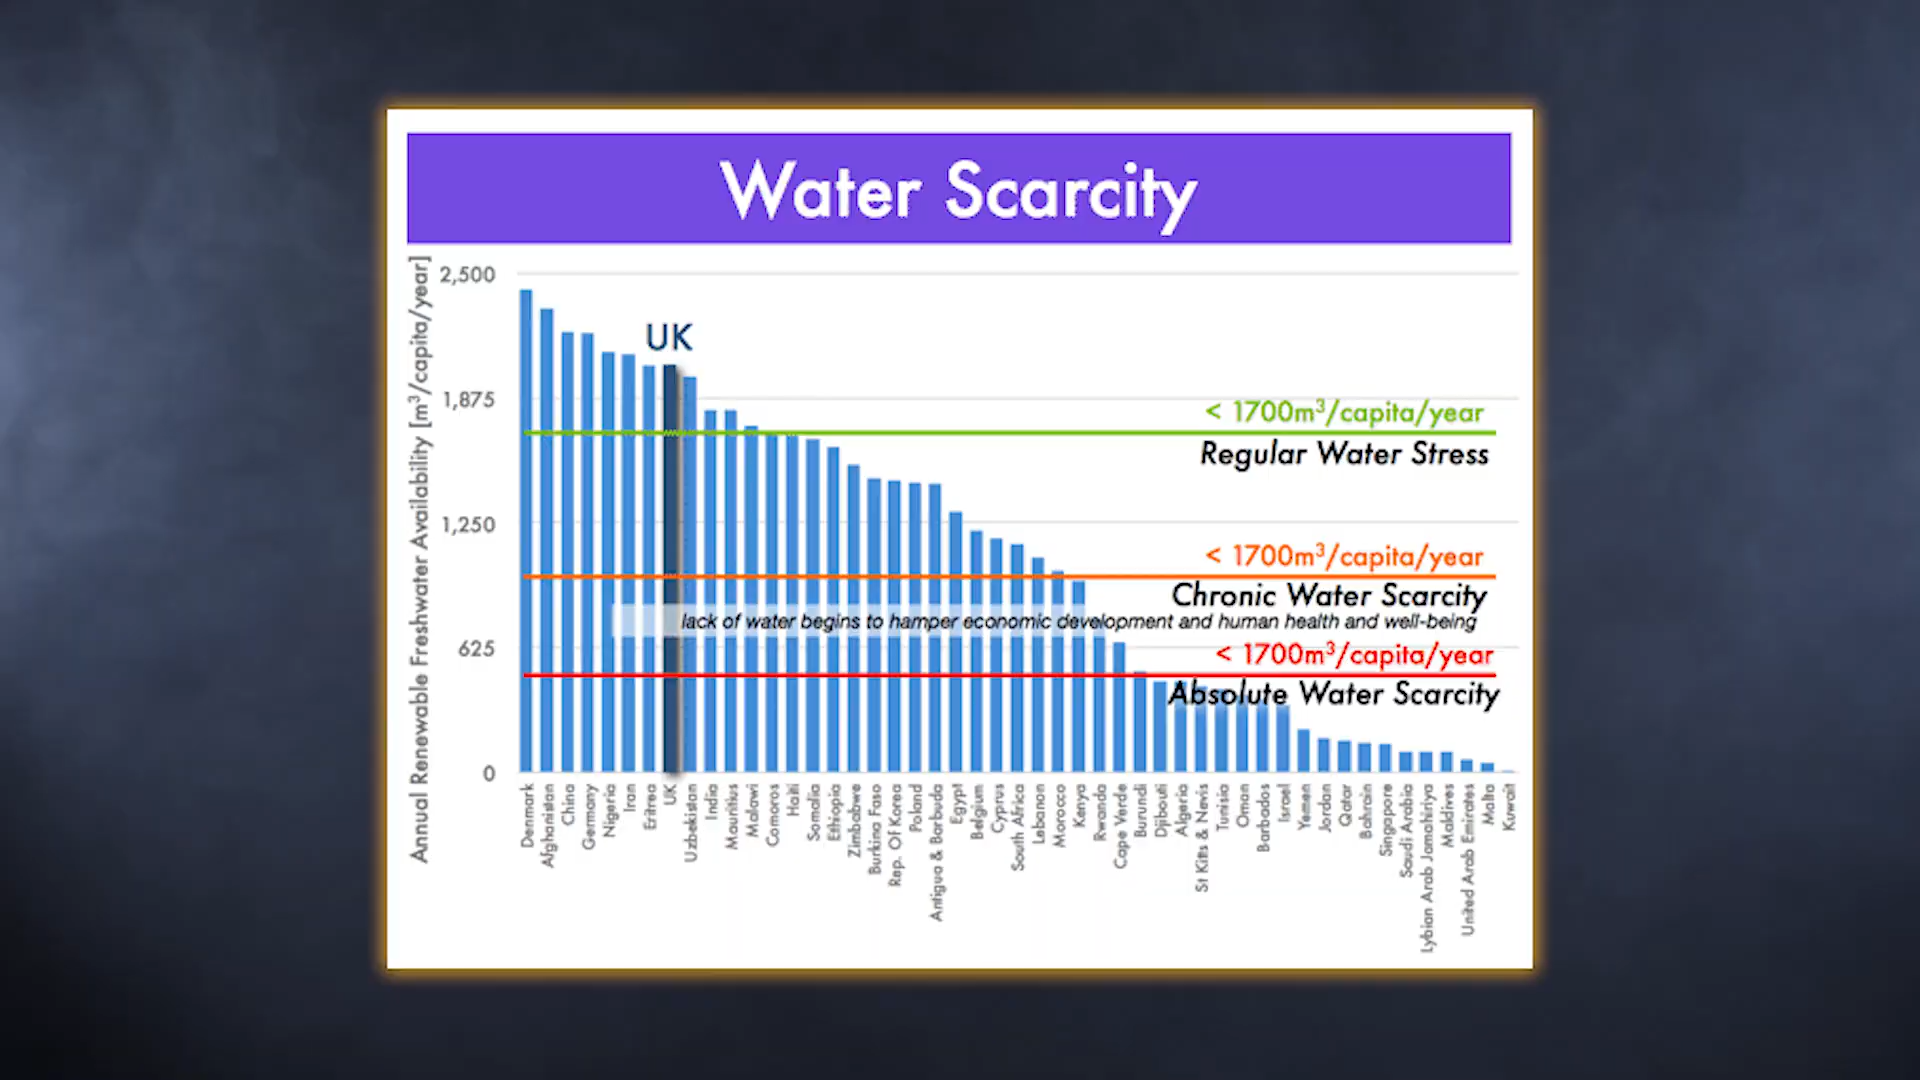 Water Scarcity
Annual Renewable Freshwater Availability [m³/capita/year]
2,500
1,875
1,250
625
0
UK
< 1700m³/capita/year
Regular Water Stress
< 1700m³/capita/year
Chronic Water Scarcity
lack of water begins to hamper economic development and human health and well-being
< 1700m³/capita/year
Absolute Water Scarcity
Denmark
Afghanistan
China
Germany
Nigeria
Iran
Eritrea
UK
Uzbekistan
India
Mauritius
Malawi
Comoros
Haiti
Somalia
Ethiopia
Zimbabwe
Burkina Faso
Rep. Of Korea
Poland
Antigua & Barbuda
Egypt
Belgium
Cyprus
South Africa
Lebanon
Morocco
Kenya
Rwanda
Cape Verde
Burundi
Djibouti
Algeria
St Kitts & Nevis
Tunisia
Oman
Barbados
Israel
Yemen
Jordan
Qatar
Bahrain
Singapore
Saudi Arabia
Lybian Arab Jamahiriya
Maldives
United Arab Emirates
Malta
Kuwait